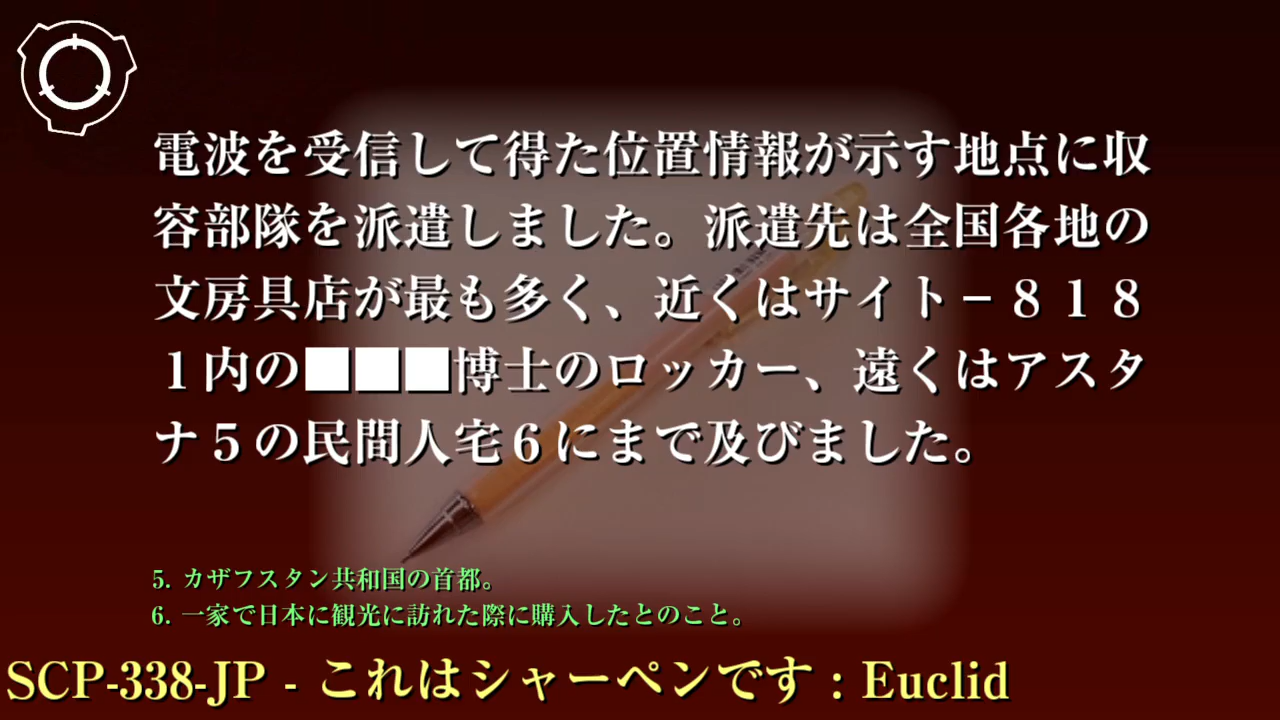 電波を受信して得た位置情報が示す地点に収
容部隊を派遣しました。派遣先は全国各地の
文房具店が最も多く、近くはサイト－８１８
１内の■■■博士のロッカー、遠くはアスタ
ナ５の民間人宅６にまで及びました。
5. カザフスタン共和国の首都。
6. 一家で日本に観光に訪れた際に購入したとのこと。
SCP-338-JP - これはシャーペンです : Euclid